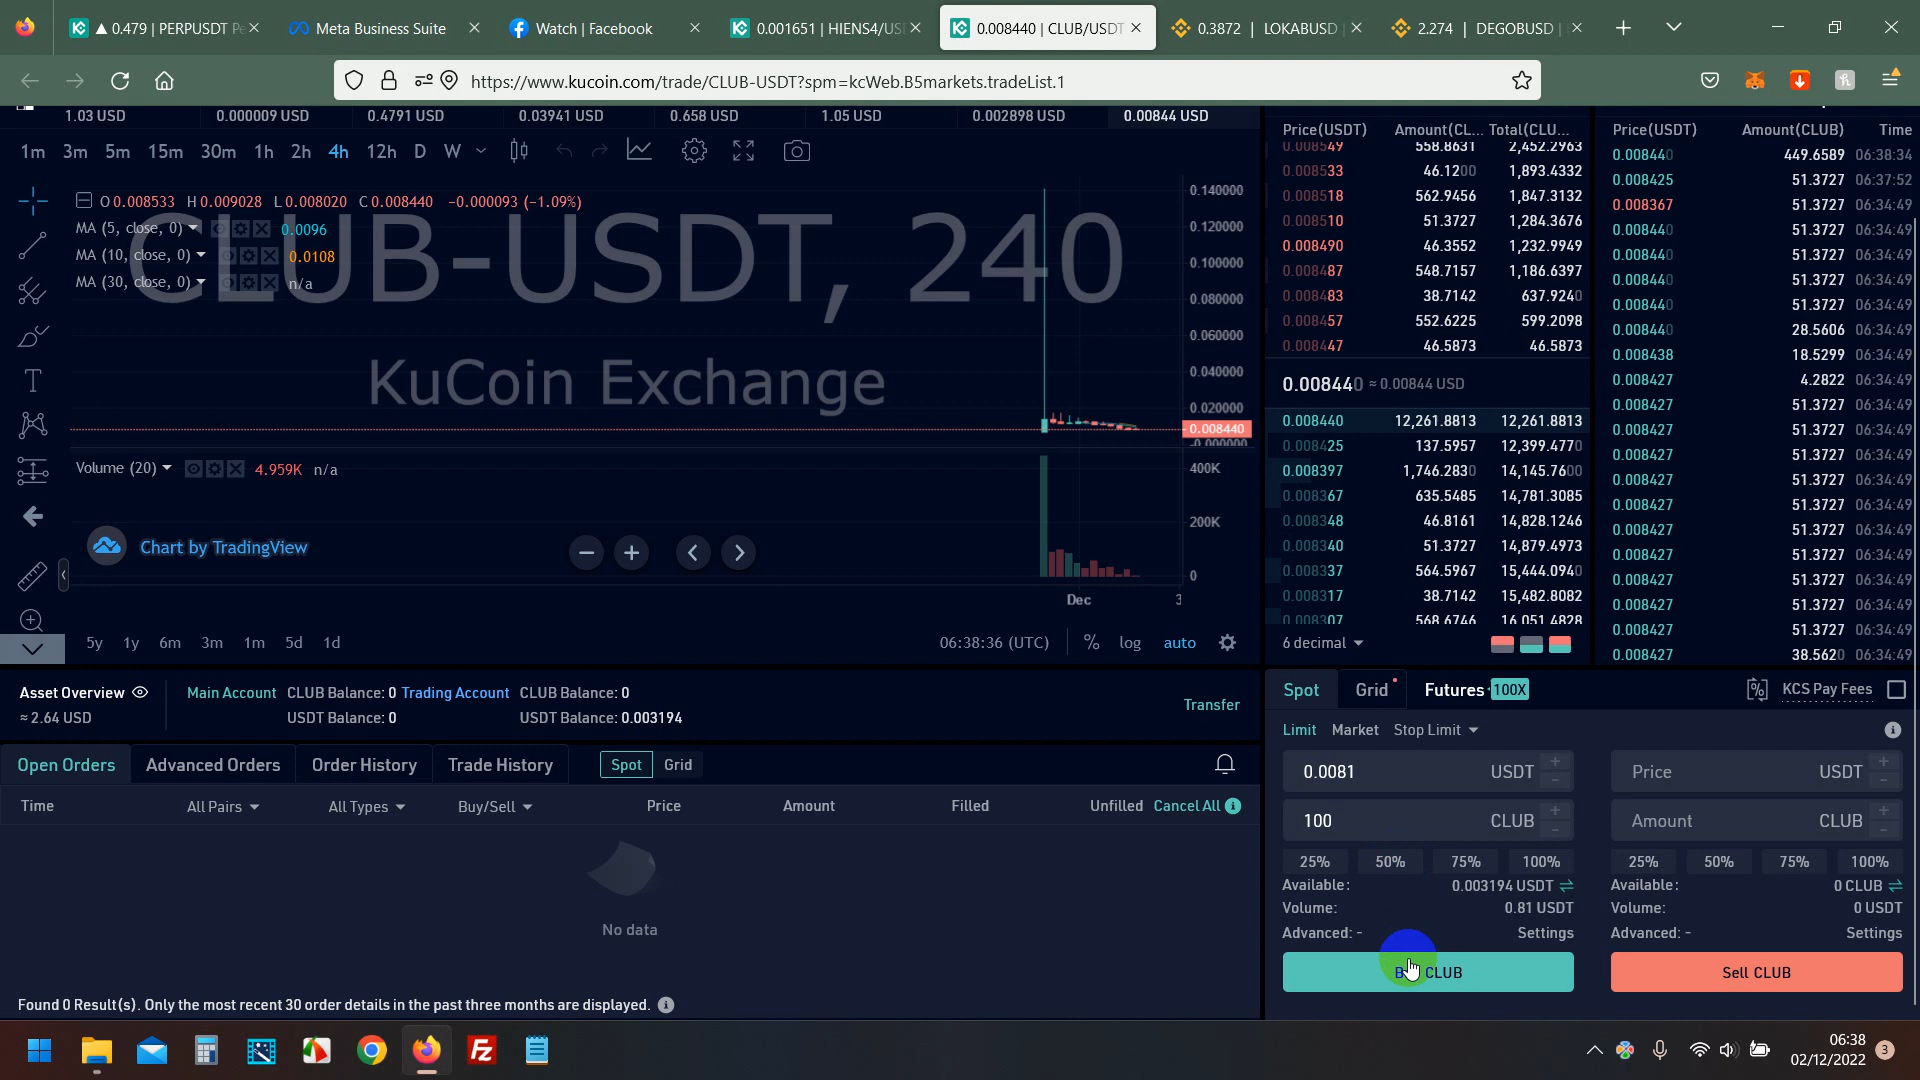 ▲ 0.479 | PERPUSDT Pe
Meta Business Suite
Watch | Facebook
0.001651 | HIENS4/US
0.008440 | CLUB/USDT
0.3872 | LOKABUSD |
2.274 | DEGOBUSD |
https://www.kucoin.com/trade/CLUB-USDT?spm=kcWeb.B5markets.tradeList.1
1.03 USD 0.000009 USD 0.4791 USD 0.03941 USD 0.658 USD 1.05 USD 0.002898 USD 0.00844 USD
1m 3m 5m 15m 30m 1h 2h 4h 12h D W
O 0.008533 H 0.009028 L 0.008020 C 0.008440 -0.000093 (-1.09%)
MA (5, close, 0) 0.0096
MA (10, close, 0) 0.0108
MA (30, close, 0) n/a
CLUB-USDT, 240
KuCoin Exchange
0.140000
0.120000
0.100000
0.080000
0.060000
0.040000
0.020000
0.008440
-0.000000
Volume (20) 4.959K n/a
400K
200K
0
Chart by TradingView
Dec 3
5y 1y 6m 3m 1m 5d 1d
06:38:36 (UTC) % log auto
Price(USDT) Amount(CL... Total(CLU...
0.008549 558.8631 2,452.2963
0.008533 46.1200 1,893.4332
0.008518 562.9456 1,847.3132
0.008510 51.3727 1,284.3676
0.008490 46.3552 1,232.9949
0.008487 548.7157 1,186.6397
0.008483 38.7142 637.9240
0.008457 552.6225 599.2098
0.008447 46.5873 46.5873
0.008440 ≈ 0.00844 USD
0.008440 12,261.8813 12,261.8813
0.008425 137.5957 12,399.4770
0.008397 1,746.2830 14,145.7600
0.008367 635.5485 14,781.3085
0.008348 46.8161 14,828.1246
0.008340 51.3727 14,879.4973
0.008337 564.5967 15,444.0940
0.008317 38.7142 15,482.8082
0.008307 568.6746 16,051.4828
6 decimal
Price(USDT) Amount(CLUB) Time
0.008440 449.6589 06:38:34
0.008425 51.3727 06:37:52
0.008367 51.3727 06:34:49
0.008440 51.3727 06:34:49
0.008440 51.3727 06:34:49
0.008440 51.3727 06:34:49
0.008440 51.3727 06:34:49
0.008440 28.5606 06:34:49
0.008438 18.5299 06:34:49
0.008427 4.2822 06:34:49
0.008427 51.3727 06:34:49
0.008427 51.3727 06:34:49
0.008427 51.3727 06:34:49
0.008427 51.3727 06:34:49
0.008427 51.3727 06:34:49
0.008427 51.3727 06:34:49
0.008427 51.3727 06:34:49
0.008427 51.3727 06:34:49
0.008427 51.3727 06:34:49
0.008427 51.3727 06:34:49
0.008427 38.5620 06:34:49
Asset Overview
≈ 2.64 USD
Main Account CLUB Balance: 0 Trading Account CLUB Balance: 0
USDT Balance: 0 USDT Balance: 0.003194
Transfer
Open Orders Advanced Orders Order History Trade History Spot Grid
Time All Pairs All Types Buy/Sell Price Amount Filled Unfilled Cancel All
No data
Found 0 Result(s). Only the most recent 30 order details in the past three months are displayed.
Spot Grid Futures 100X KCS Pay Fees
Limit Market Stop Limit
0.0081 USDT
100 CLUB
25% 50% 75% 100%
Available: 0.003194 USDT
Volume: 0.81 USDT
Advanced: - Settings
CLUB
Price USDT
Amount CLUB
25% 50% 75% 100%
Available: 0 CLUB
Volume: 0 USDT
Advanced: - Settings
Sell CLUB
06:38
02/12/2022
3